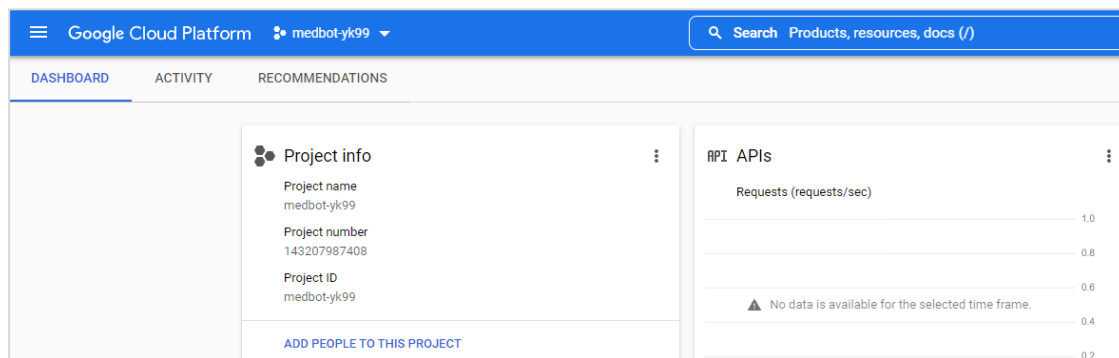 Google Cloud Platform medbot-yk99 Search Products, resources, docs (/)
DASHBOARD ACTIVITY RECOMMENDATIONS
Project info
Project name
medbot-yk99
Project number
143207987408
Project ID
medbot-yk99
ADD PEOPLE TO THIS PROJECT
API APIs
Requests (requests/sec)
1.0
0.8
0.6
No data is available for the selected time frame.
0.4
0.2